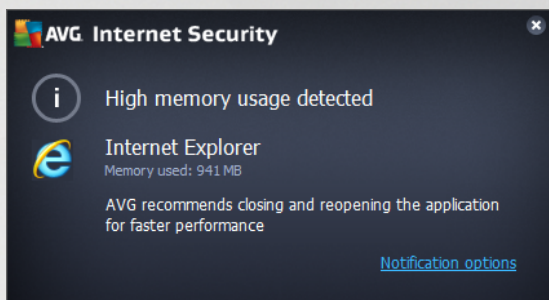 AVG. Internet Security
i
High memory usage detected
Internet Explorer
Memory used: 941 MB
AVG recommends closing and reopening the application
for faster performance
Notification options